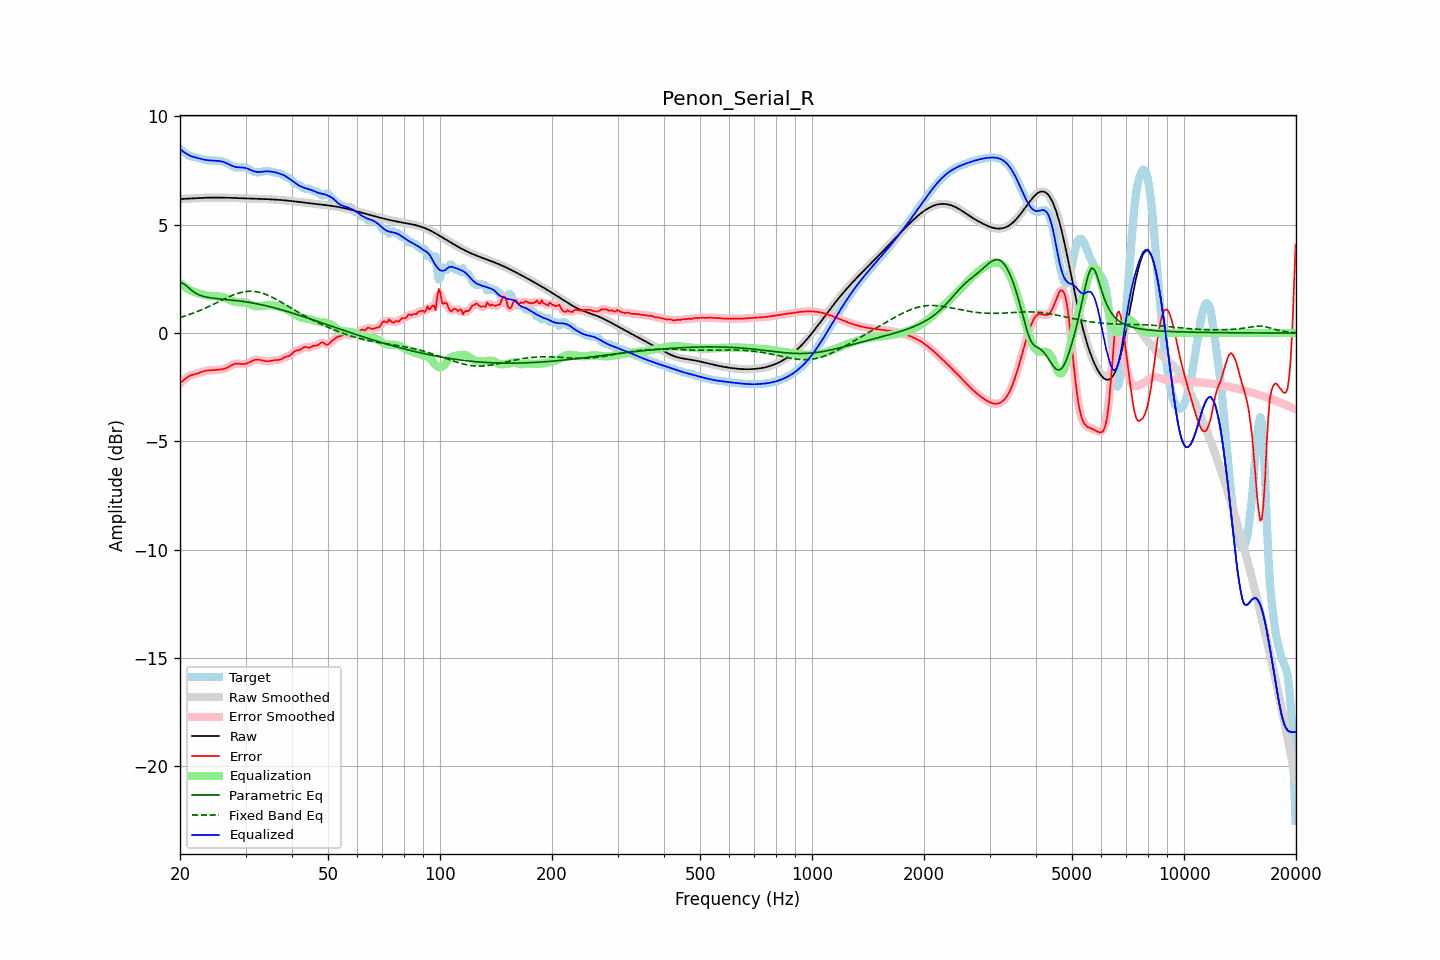 Penon_Serial_R
10
5
0
−5
−10
−15
−20
Amplitude (dBr)
Target
Raw Smoothed
Error Smoothed
Raw
Error
Equalization
Parametric Eq
Fixed Band Eq
Equalized
20 50 100 200 500 1000 2000 5000 10000 20000
Frequency (Hz)